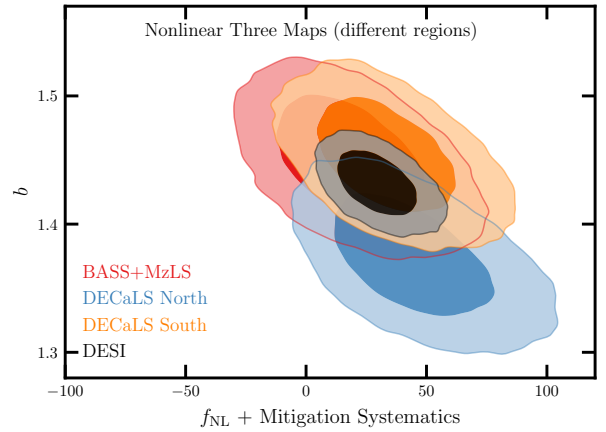 Nonlinear Three Maps (different regions)
1.5
1.4
1.3
b
BASS+MzLS
DECaLS North
DECaLS South
DESI
−100 −50 0 50 100
f_NL + Mitigation Systematics